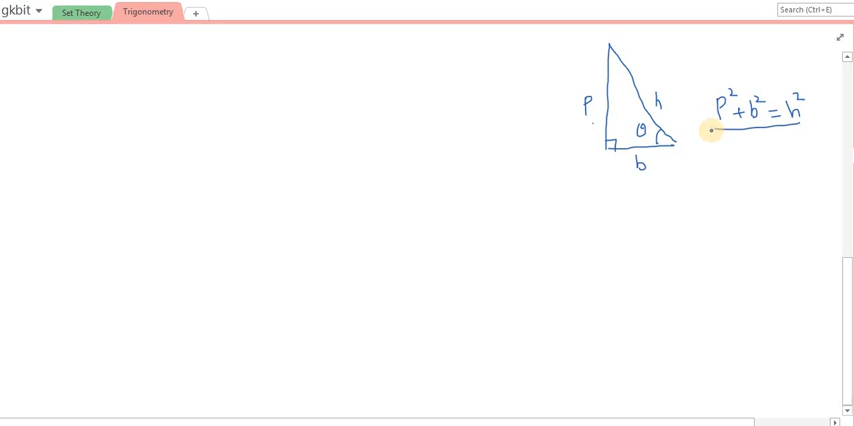 gkbit
Set Theory
Trigonometry
+
Search (Ctrl+E)
p
h
θ
b
p² + b² = h²